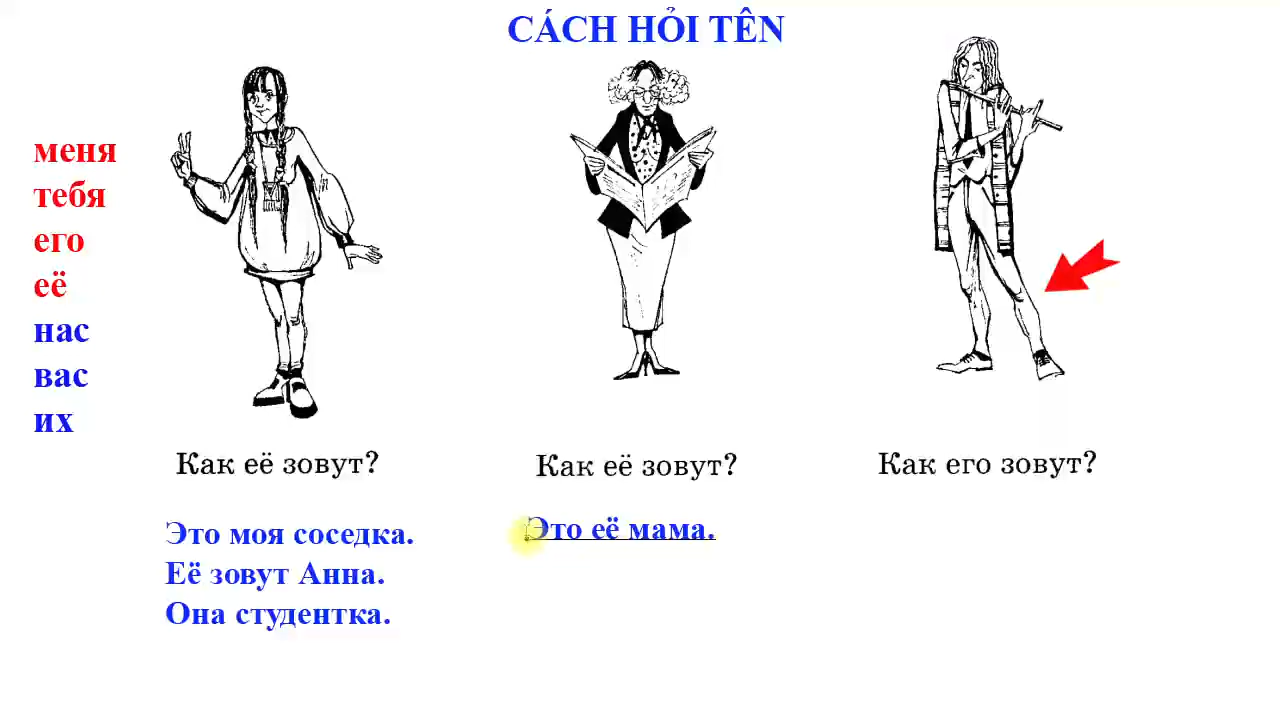 CÁCH HỎI TÊN
меня
тебя
его
её
нас
вас
их
Как её зовут?
Это моя соседка.
Её зовут Анна.
Она студентка.
Как её зовут?
Это её мама.
Как его зовут?